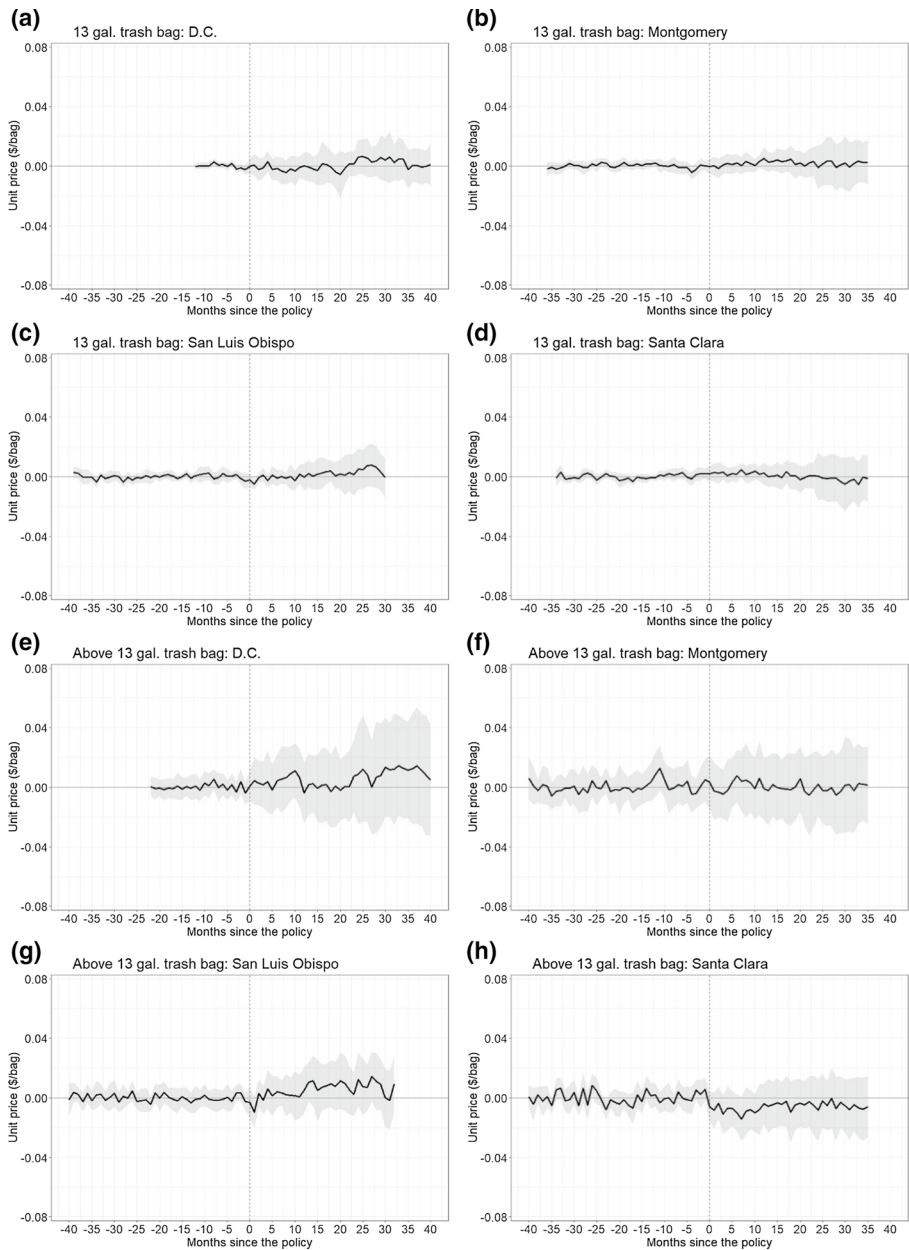 (a)
13 gal. trash bag: D.C.
0.08
0.04
0.00
-0.04
-0.08
Unit price ($/bag)
-40 -35 -30 -25 -20 -15 -10 -5 0 5 10 15 20 25 30 35 40
Months since the policy
(b)
13 gal. trash bag: Montgomery
0.08
0.04
0.00
-0.04
-0.08
Unit price ($/bag)
-40 -35 -30 -25 -20 -15 -10 -5 0 5 10 15 20 25 30 35 40
Months since the policy
(c)
13 gal. trash bag: San Luis Obispo
0.08
0.04
0.00
-0.04
-0.08
Unit price ($/bag)
-40 -35 -30 -25 -20 -15 -10 -5 0 5 10 15 20 25 30 35 40
Months since the policy
(d)
13 gal. trash bag: Santa Clara
0.08
0.04
0.00
-0.04
-0.08
Unit price ($/bag)
-40 -35 -30 -25 -20 -15 -10 -5 0 5 10 15 20 25 30 35 40
Months since the policy
(e)
Above 13 gal. trash bag: D.C.
0.08
0.04
0.00
-0.04
-0.08
Unit price ($/bag)
-40 -35 -30 -25 -20 -15 -10 -5 0 5 10 15 20 25 30 35 40
Months since the policy
(f)
Above 13 gal. trash bag: Montgomery
0.08
0.04
0.00
-0.04
-0.08
Unit price ($/bag)
-40 -35 -30 -25 -20 -15 -10 -5 0 5 10 15 20 25 30 35 40
Months since the policy
(g)
Above 13 gal. trash bag: San Luis Obispo
0.08
0.04
0.00
-0.04
-0.08
Unit price ($/bag)
-40 -35 -30 -25 -20 -15 -10 -5 0 5 10 15 20 25 30 35 40
Months since the policy
(h)
Above 13 gal. trash bag: Santa Clara
0.08
0.04
0.00
-0.04
-0.08
Unit price ($/bag)
-40 -35 -30 -25 -20 -15 -10 -5 0 5 10 15 20 25 30 35 40
Months since the policy